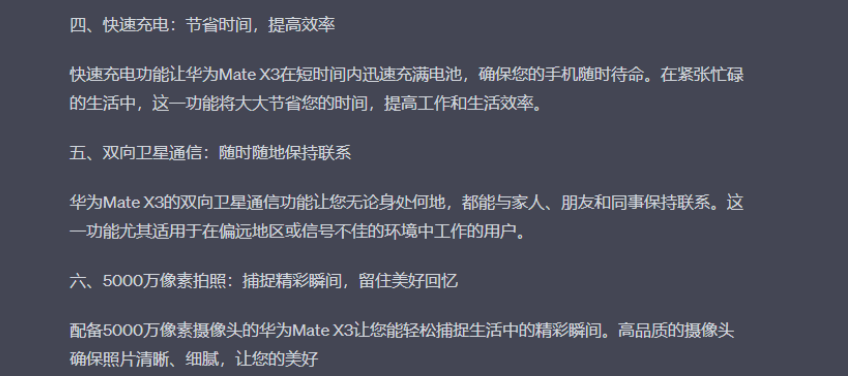 四、快速充电：节省时间，提高效率
快速充电功能让华为Mate X3在短时间内迅速充满电池，确保您的手机随时待命。在紧张忙碌
的生活中，这一功能将大大节省您的时间，提高工作和生活效率。
五、双向卫星通信：随时随地保持联系
华为Mate X3的双向卫星通信功能让您无论身处何地，都能与家人、朋友和同事保持联系。这
一功能尤其适用于在偏远地区或信号不佳的环境中工作的用户。
六、5000万像素拍照：捕捉精彩瞬间，留住美好回忆
配备5000万像素摄像头的华为Mate X3让您能轻松捕捉生活中的精彩瞬间。高品质的摄像头
确保照片清晰、细腻，让您的美好